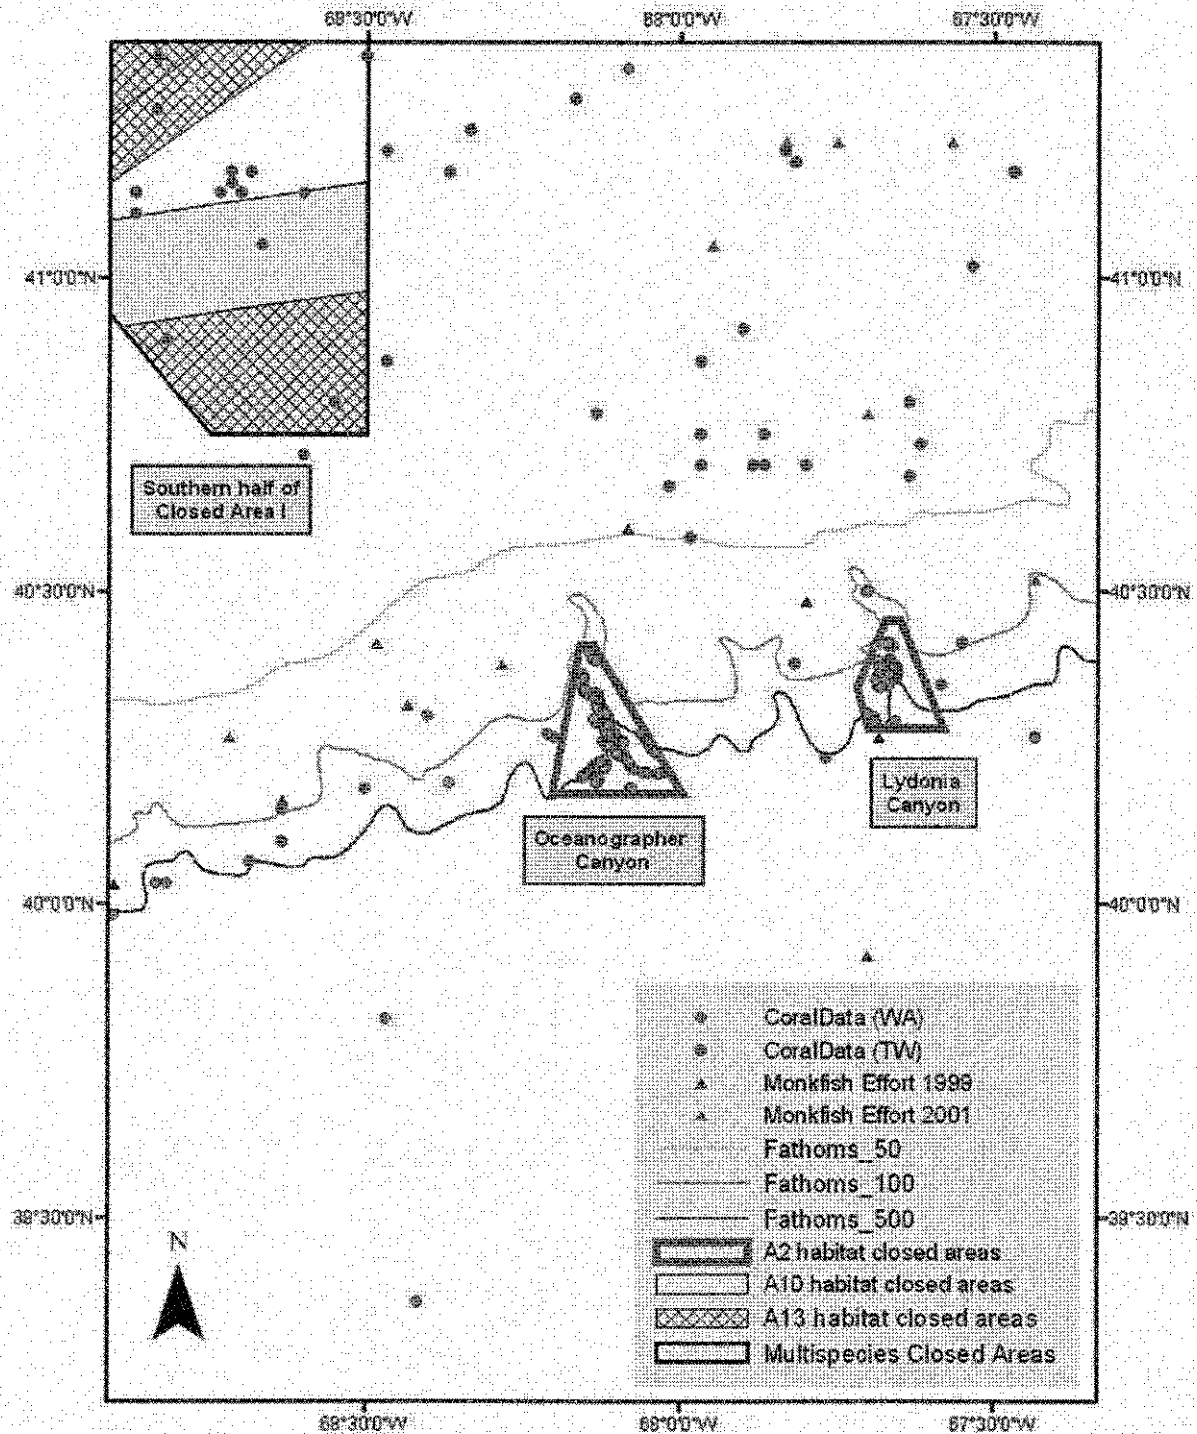 68°30'0"W
68°0'0"W
67°30'0"W
41°0'0"N
41°0'0"N
Southern half of
Closed Area I
40°30'0"N
40°30'0"N
Lydonia
Canyon
Oceanographer
Canyon
40°0'0"N
40°0'0"N
CoralData (WA)
CoralData (TW)
Monkfish Effort 1999
Monkfish Effort 2001
Fathoms_50
Fathoms_100
39°30'0"N
Fathoms_500
39°30'0"N
N
A2 habitat closed areas
A10 habitat closed areas
A13 habitat closed areas
Multispecies Closed Areas
68°30'0"W
68°0'0"W
67°30'0"W